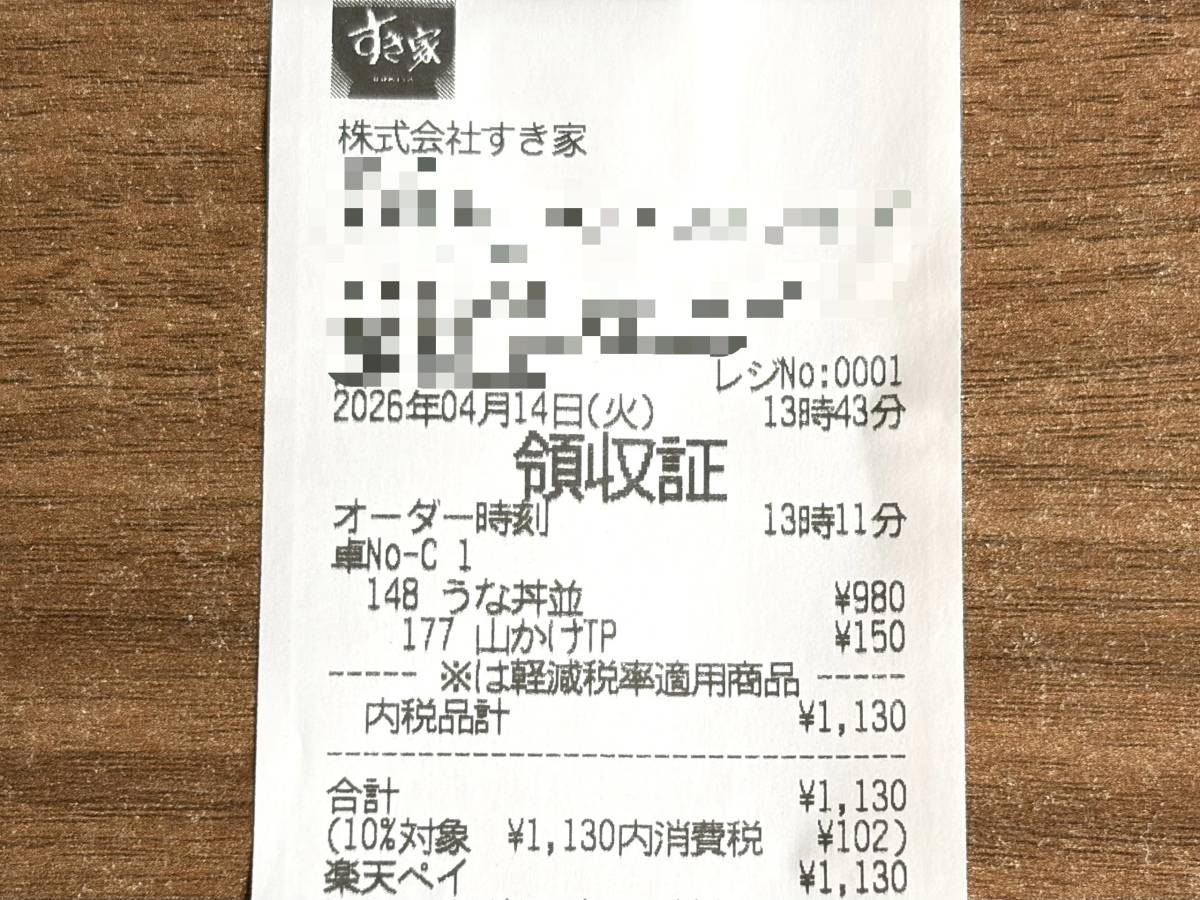 すき家
SUKIYA
株式会社すき家
レジNo:0001
2026年04月14日(火) 13時43分
領収証
オーダー時刻 13時11分
卓No-C 1
148 うな丼並 ¥980
177 山かけTP ¥150
----- ※は軽減税率適用商品 -----
内税品計 ¥1,130
--------------------------------
合計 ¥1,130
(10%対象 ¥1,130内消費税 ¥102)
楽天ペイ ¥1,130